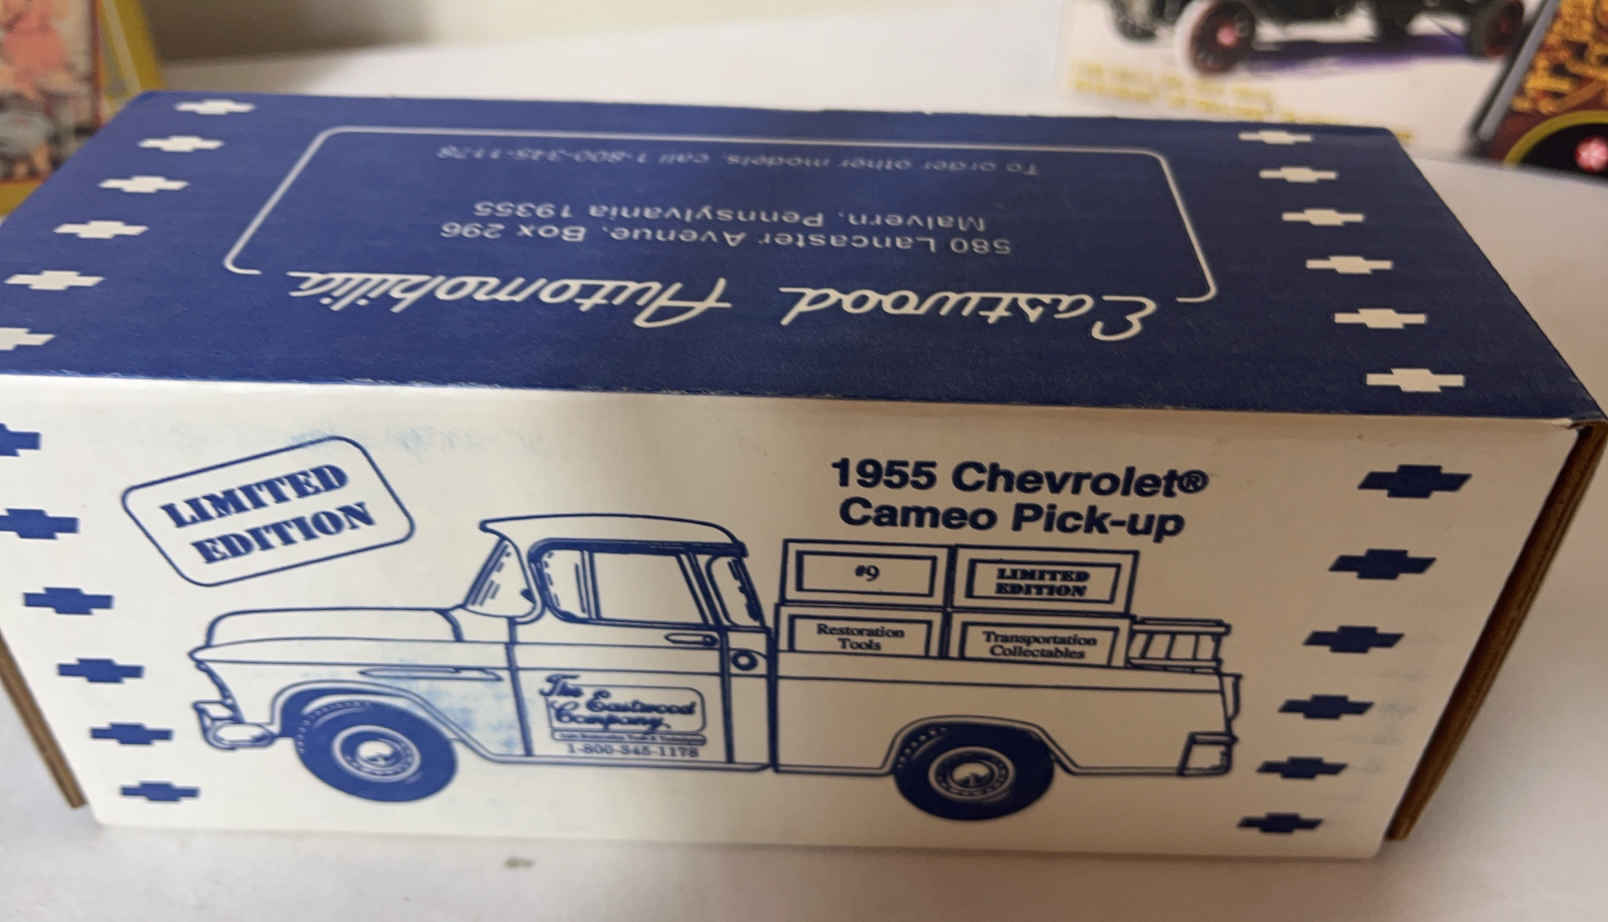 Eastwood Automobilia
580 Lancaster Avenue, Box 296
Malvern, Pennsylvania 19355
To order other models, call 1-800-345-1178
LIMITED
EDITION
1955 Chevrolet®
Cameo Pick-up
#9
LIMITED
EDITION
Restoration
Tools
Transportation
Collectables
The
Eastwood
Company
1-800-345-1178